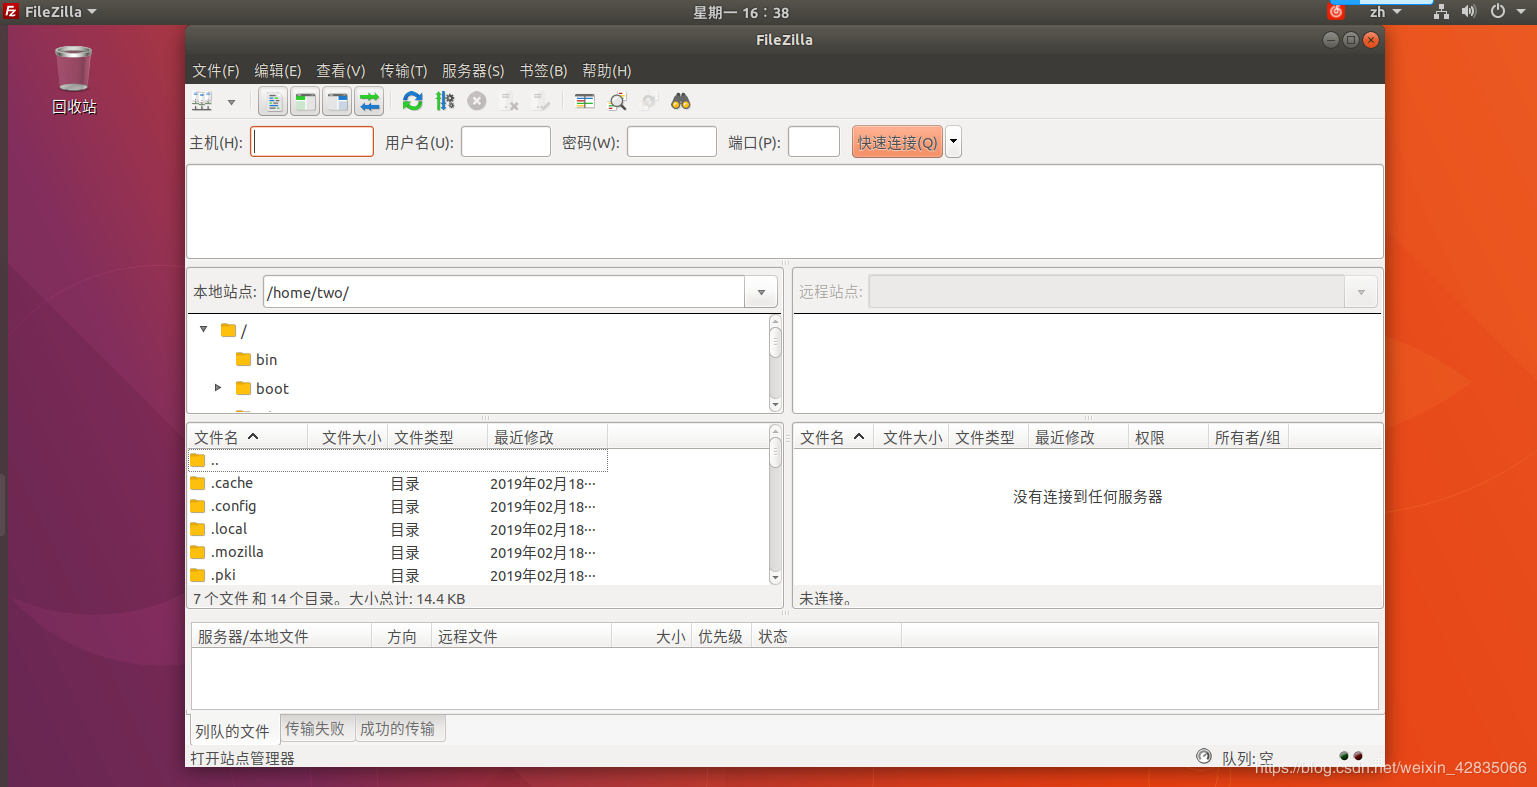 FileZilla
星期一 16：38
zh
回收站
FileZilla
文件(F) 编辑(E) 查看(V) 传输(T) 服务器(S) 书签(B) 帮助(H)
主机(H): 用户名(U): 密码(W): 端口(P): 快速连接(Q)
本地站点: /home/two/
远程站点:
/
bin
boot
文件名 文件大小 文件类型 最近修改
..
.cache 目录 2019年02月18…
.config 目录 2019年02月18…
.local 目录 2019年02月18…
.mozilla 目录 2019年02月18…
.pki 目录 2019年02月18…
7 个文件 和 14 个目录。大小总计: 14.4 KB
文件名 文件大小 文件类型 最近修改 权限 所有者/组
没有连接到任何服务器
未连接。
服务器/本地文件 方向 远程文件 大小 优先级 状态
列队的文件 传输失败 成功的传输
打开站点管理器
队列: 空
https://blog.csdn.net/weixin_42835066